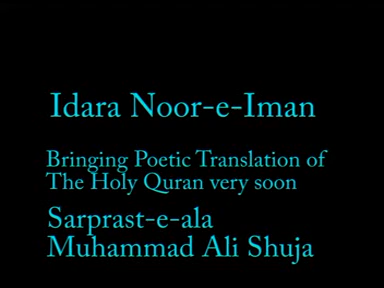 Idara Noor-e-Iman
Bringing Poetic Translation of
The Holy Quran very soon
Sarprast-e-ala
Muhammad Ali Shuja